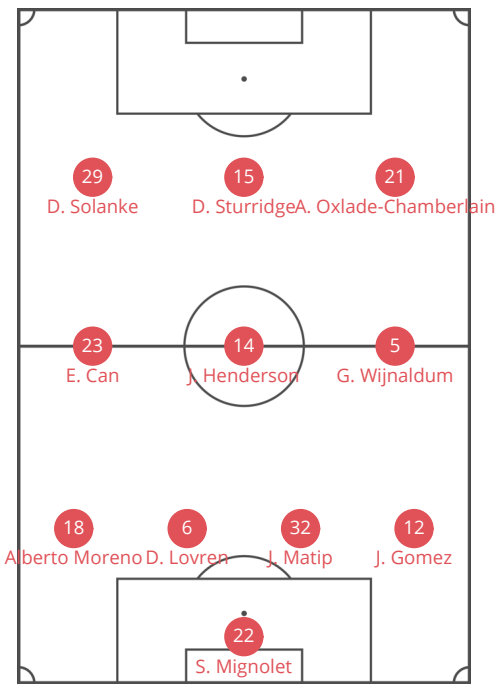 29 15 21
D. Solanke D. Sturridge A. Oxlade-Chamberlain
23 14 5
E. Can J. Henderson G. Wijnaldum
18 6 32 12
Alberto Moreno D. Lovren J. Matip J. Gomez
22
S. Mignolet